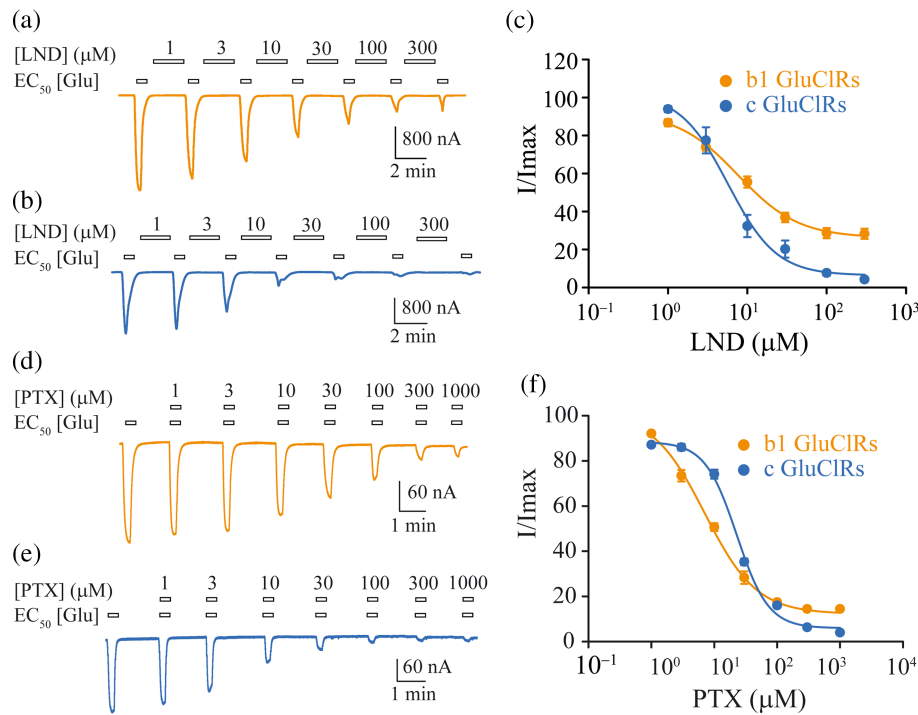 (a)
[LND] (μM) 1 3 10 30 100 300
EC50 [Glu]
800 nA
2 min
(b)
[LND] (μM) 1 3 10 30 100 300
EC50 [Glu]
800 nA
2 min
(c)
120
100
80
60
40
20
0
I/Imax
b1 GluClRs
c GluClRs
10−1 100 101 102 103
LND (μM)
(d)
[PTX] (μM) 1 3 10 30 100 300 1000
EC50 [Glu]
60 nA
1 min
(e)
[PTX] (μM) 1 3 10 30 100 300 1000
EC50 [Glu]
60 nA
1 min
(f)
100
80
60
40
20
0
I/Imax
b1 GluClRs
c GluClRs
10−1 100 101 102 103 104
PTX (μM)